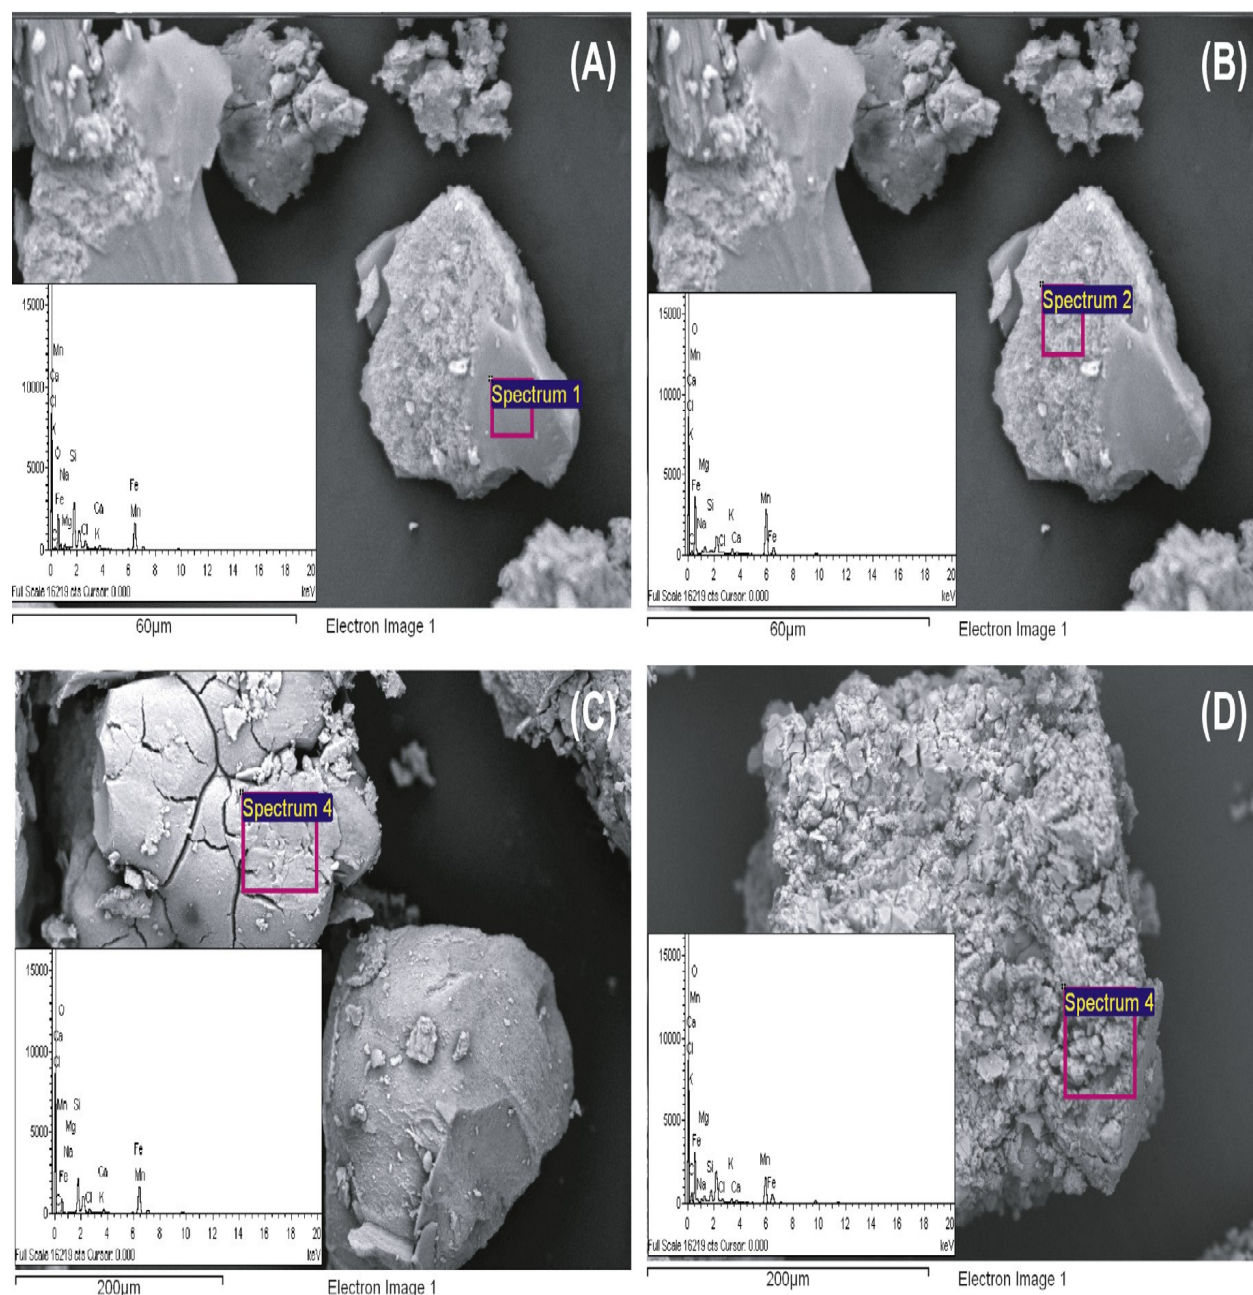 (A)
Spectrum 1
15000
10000
5000
0
Mn
Ca
Cl
K
O
Na
Si
Fe
Mg
C
Cl
Ca
K
Fe
Mn
0 2 4 6 8 10 12 14 16 18 20
Full Scale 16219 cts Cursor: 0.000 keV
60µm Electron Image 1
(B)
Spectrum 2
15000
10000
5000
0
O
Mn
Ca
Cl
K
Mg
Fe
Si
Na
C
Cl
K
Ca
Mn
Fe
0 2 4 6 8 10 12 14 16 18 20
Full Scale 16219 cts Cursor: 0.000 keV
60µm Electron Image 1
(C)
Spectrum 4
15000
10000
5000
0
O
Ca
Cl
Mn
Si
Mg
Na
Fe
C
Cl
Ca
K
Fe
Mn
0 2 4 6 8 10 12 14 16 18 20
Full Scale 16219 cts Cursor: 0.000 keV
200µm Electron Image 1
(D)
Spectrum 4
15000
10000
5000
0
O
Mn
Ca
Cl
K
Mg
Fe
Si
Na
C
Cl
K
Ca
Mn
Fe
0 2 4 6 8 10 12 14 16 18 20
Full Scale 16219 cts Cursor: 0.000 keV
200µm Electron Image 1